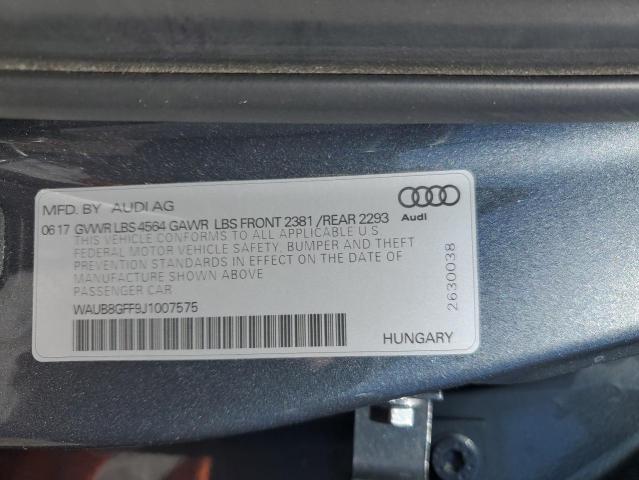 MFD. BY AUDI AG
06 17 GVWR LBS 4564 GAWR LBS FRONT 2381 /REAR 2293
THIS VEHICLE CONFORMS TO ALL APPLICABLE U S
FEDERAL MOTOR VEHICLE SAFETY, BUMPER AND THEFT
PREVENTION STANDARDS IN EFFECT ON THE DATE OF
MANUFACTURE SHOWN ABOVE
PASSENGER CAR
WAUB8GFF9J1007575
HUNGARY
Audi
2630038